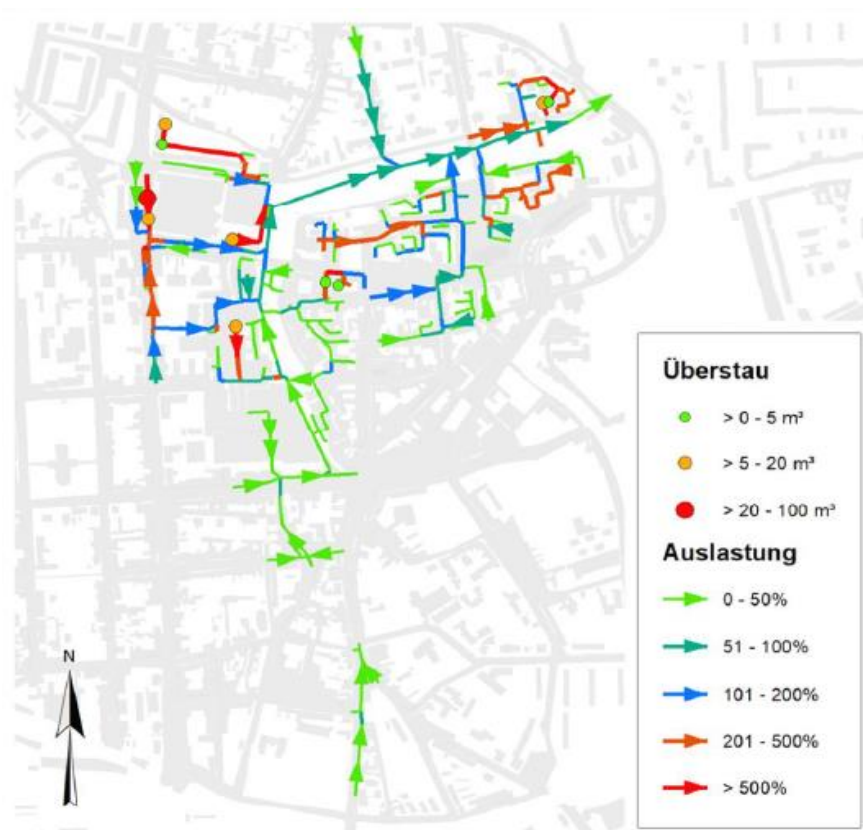 N
Überstau
> 0 - 5 m³
> 5 - 20 m³
> 20 - 100 m³
Auslastung
0 - 50%
51 - 100%
101 - 200%
201 - 500%
> 500%